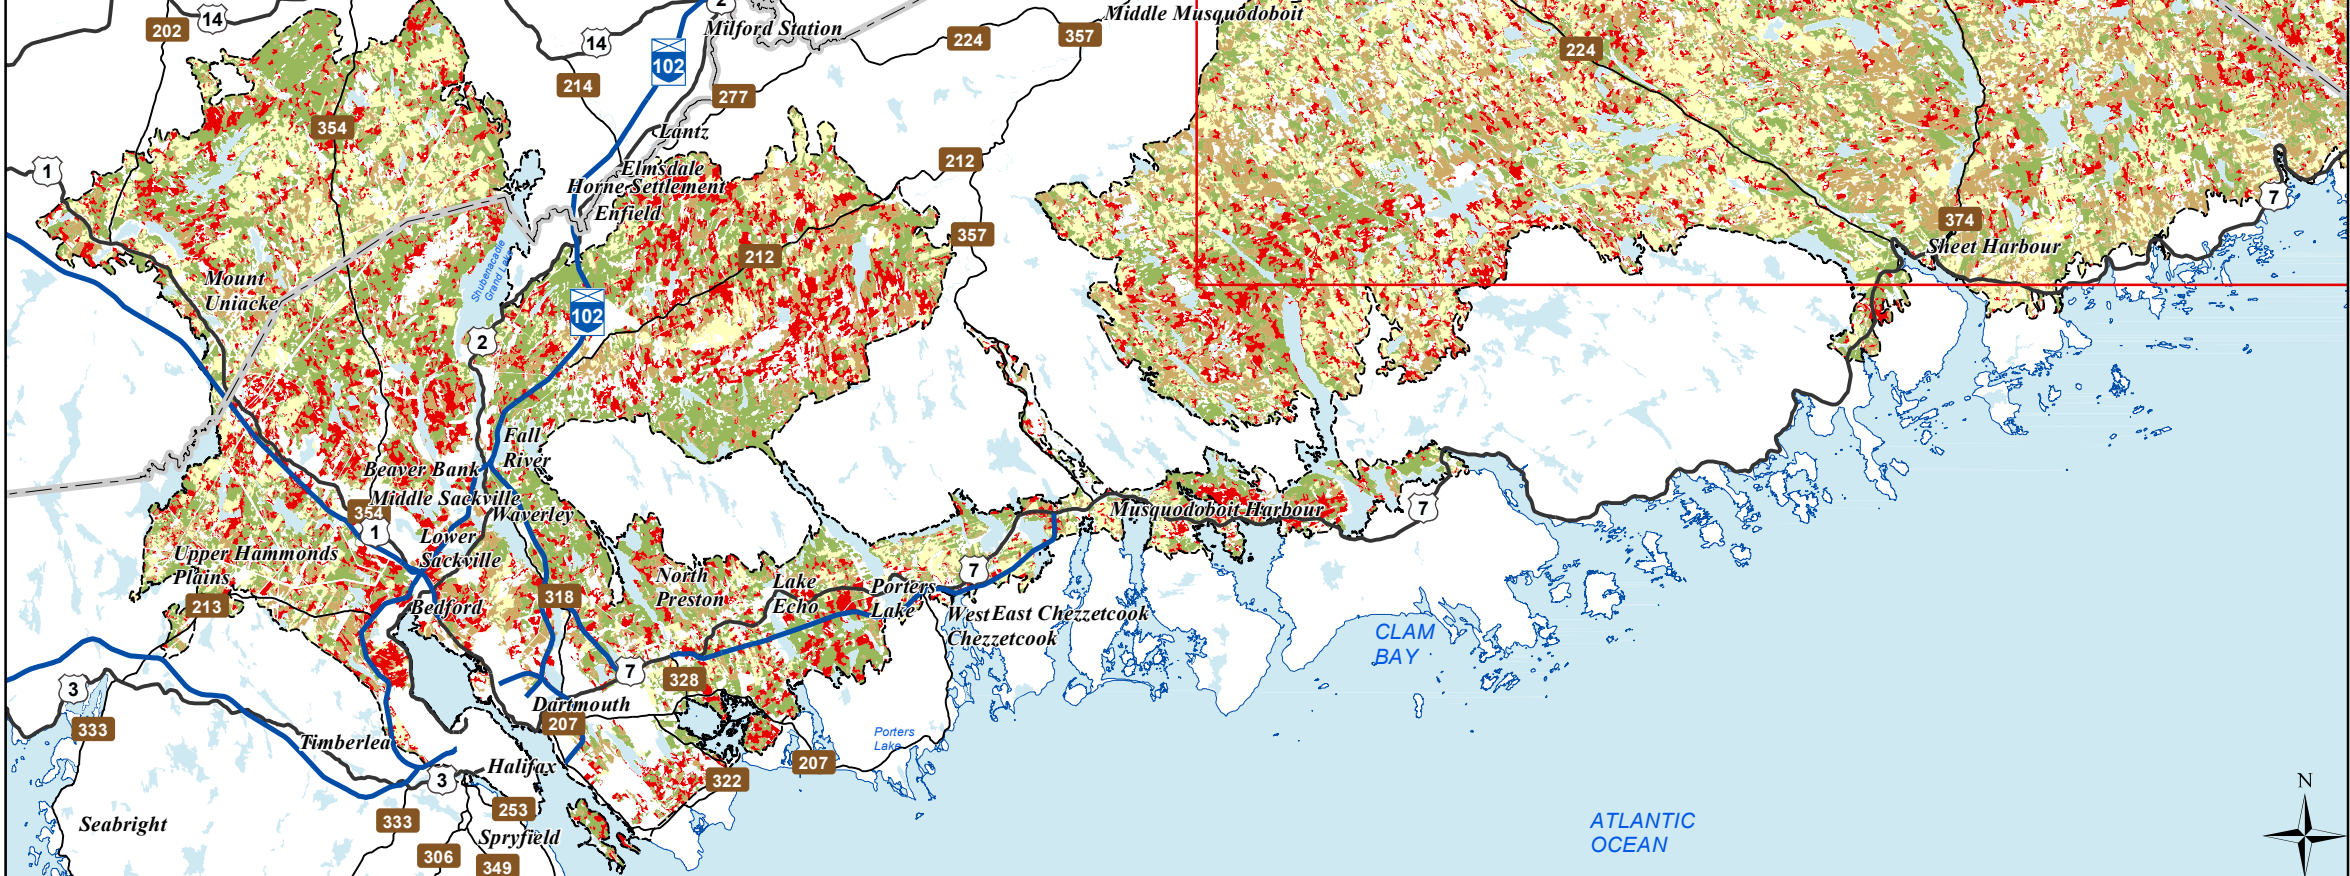 202
14
14
2
Milford Station
102
214
277
224
357
Middle Musquodoboit
224
354
Lantz
Elmsdale
Horne Settlement
Enfield
212
1
357
212
7
374
Sheet Harbour
Shubenacadie
Grand Lake
Mount
Uniacke
102
2
Fall
River
Beaver Bank
Middle Sackville
Waverley
354
1
Lower
Sackville
Musquodoboit Harbour
7
Upper Hammonds
Plains
213
Bedford
318
North
Preston
Lake
Echo
Porters
Lake
7
West
Chezzetcook
East Chezzetcook
CLAM
BAY
3
333
7
328
Dartmouth
207
Timberlea
Porters
Lake
3
Halifax
322
207
253
333
Seabright
Spryfield
306
349
ATLANTIC
OCEAN
N